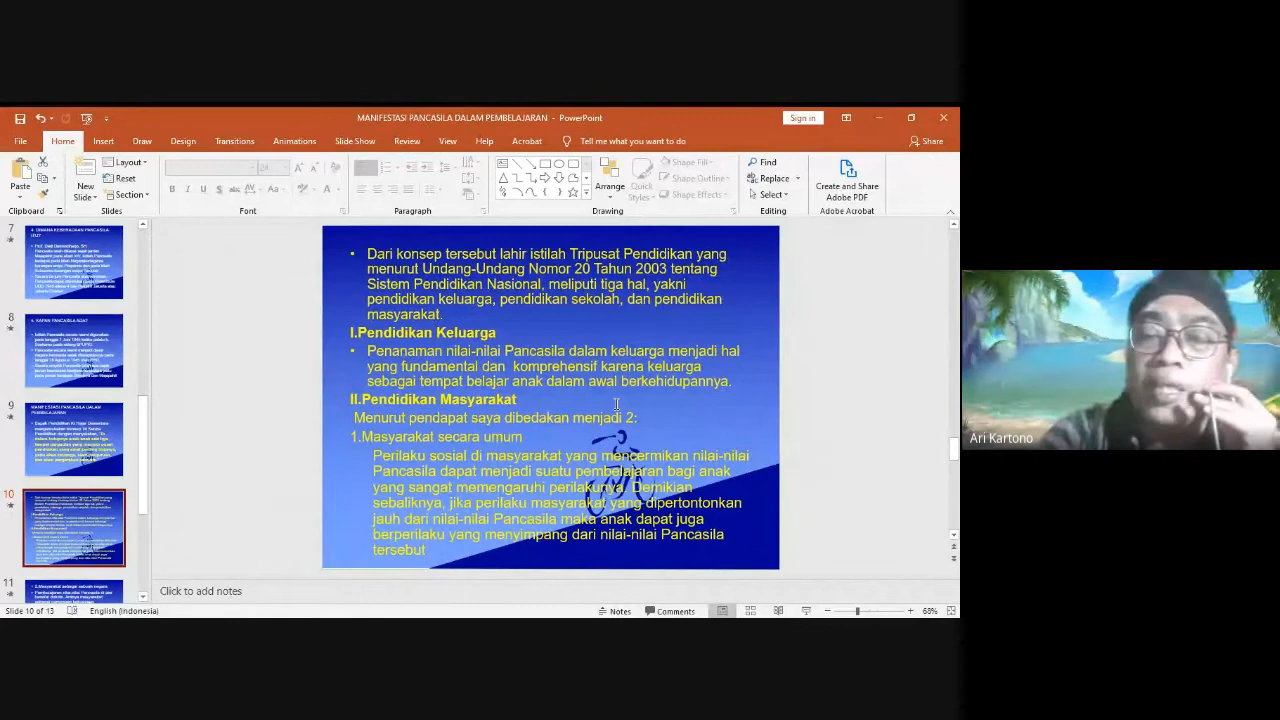 MANIFESTASI PANCASILA DALAM PEMBELAJARAN - PowerPoint
Sign in
File Home Insert Draw Design Transitions Animations Slide Show Review View Help Acrobat Tell me what you want to do Share
Paste
Clipboard
New Slide
Layout
Reset
Section
Slides
Font
Paragraph
Arrange
Quick Styles
Shape Fill
Shape Outline
Shape Effects
Drawing
Find
Replace
Select
Editing
Create and Share Adobe PDF
Adobe Acrobat
7
8
9
10
11
• Dari konsep tersebut lahir istilah Tripusat Pendidikan yang
menurut Undang-Undang Nomor 20 Tahun 2003 tentang
Sistem Pendidikan Nasional, meliputi tiga hal, yakni
pendidikan keluarga, pendidikan sekolah, dan pendidikan
masyarakat.
I.Pendidikan Keluarga
• Penanaman nilai-nilai Pancasila dalam keluarga menjadi hal
yang fundamental dan komprehensif karena keluarga
sebagai tempat belajar anak dalam awal berkehidupannya.
II.Pendidikan Masyarakat
Menurut pendapat saya dibedakan menjadi 2:
1.Masyarakat secara umum
Perilaku sosial di masyarakat yang mencermikan nilai-nilai
Pancasila dapat menjadi suatu pembelajaran bagi anak
yang sangat memengaruhi perilakunya. Demikian
sebaliknya, jika perilaku masyarakat yang dipertontonkan
jauh dari nilai-nilai Pancasila maka anak dapat juga
berperilaku yang menyimpang dari nilai-nilai Pancasila
tersebut
Click to add notes
Slide 10 of 13 English (Indonesia) Notes Comments 68%
Ari Kartono